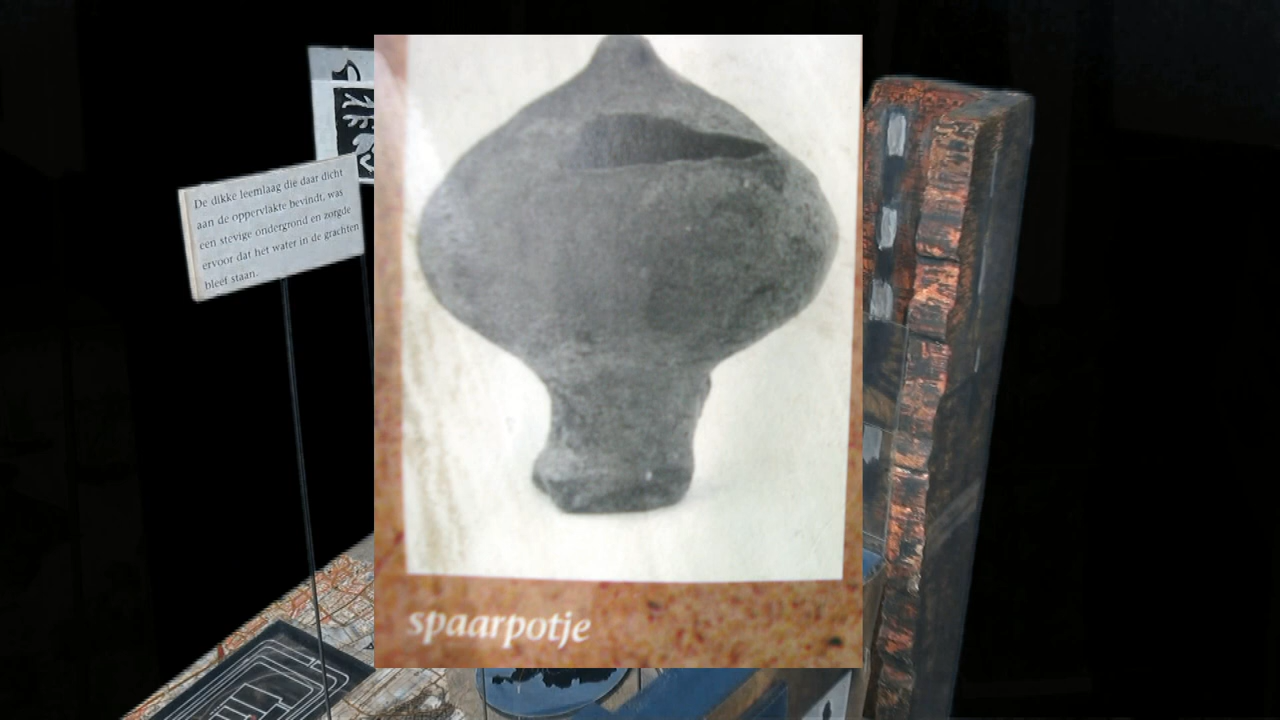 De dikke leemlaag die daar dicht
aan de oppervlakte bevindt, was
een stevige ondergrond en zorgde
ervoor dat het water in de grachten
bleef staan.
spaarpotje